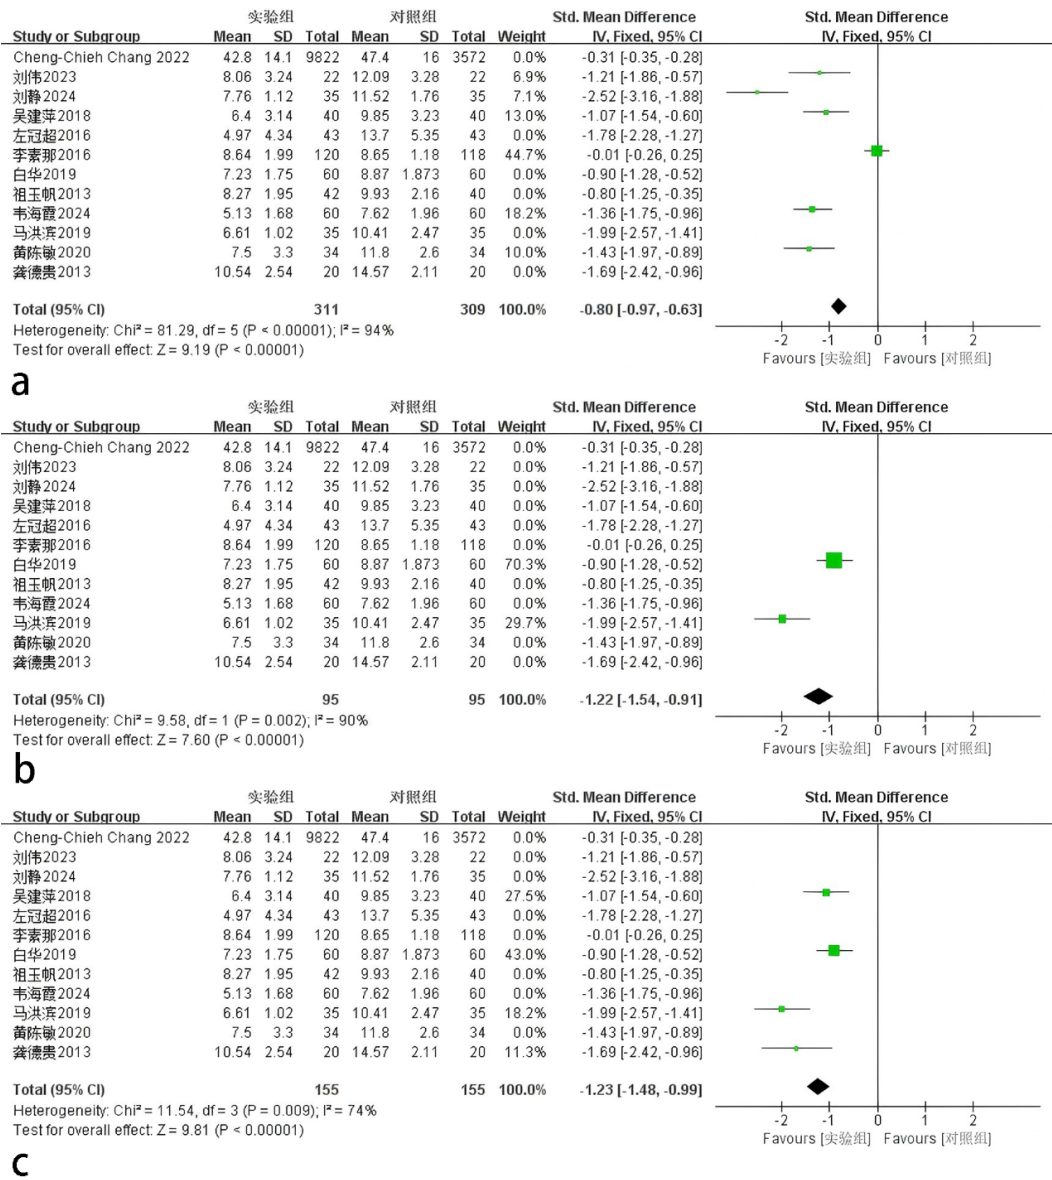 实验组 对照组 Std. Mean Difference Std. Mean Difference
Study or Subgroup Mean SD Total Mean SD Total Weight IV, Fixed, 95% CI IV, Fixed, 95% CI
Cheng-Chieh Chang 2022 42.8 14.1 9822 47.4 16 3572 0.0% -0.31 [-0.35, -0.28]
刘伟2023 8.06 3.24 22 12.09 3.28 22 6.9% -1.21 [-1.86, -0.57]
刘静2024 7.76 1.12 35 11.52 1.76 35 7.1% -2.52 [-3.16, -1.88]
吴建萍2018 6.4 3.14 40 9.85 3.23 40 13.0% -1.07 [-1.54, -0.60]
左冠超2016 4.97 4.34 43 13.7 5.35 43 0.0% -1.78 [-2.28, -1.27]
李素那2016 8.64 1.99 120 8.65 1.18 118 44.7% -0.01 [-0.26, 0.25]
白华2019 7.23 1.75 60 8.87 1.873 60 0.0% -0.90 [-1.28, -0.52]
祖玉帆2013 8.27 1.95 42 9.93 2.16 40 0.0% -0.80 [-1.25, -0.35]
韦海霞2024 5.13 1.68 60 7.62 1.96 60 18.2% -1.36 [-1.75, -0.96]
马洪滨2019 6.61 1.02 35 10.41 2.47 35 0.0% -1.99 [-2.57, -1.41]
黄陈敏2020 7.5 3.3 34 11.8 2.6 34 10.0% -1.43 [-1.97, -0.89]
龚德贵2013 10.54 2.54 20 14.57 2.11 20 0.0% -1.69 [-2.42, -0.96]
Total (95% CI) 311 309 100.0% -0.80 [-0.97, -0.63]
Heterogeneity: Chi² = 81.29, df = 5 (P < 0.00001); I² = 94%
Test for overall effect: Z = 9.19 (P < 0.00001)
-2 -1 0 1 2
Favours [实验组] Favours [对照组]
a
实验组 对照组 Std. Mean Difference Std. Mean Difference
Study or Subgroup Mean SD Total Mean SD Total Weight IV, Fixed, 95% CI IV, Fixed, 95% CI
Cheng-Chieh Chang 2022 42.8 14.1 9822 47.4 16 3572 0.0% -0.31 [-0.35, -0.28]
刘伟2023 8.06 3.24 22 12.09 3.28 22 0.0% -1.21 [-1.86, -0.57]
刘静2024 7.76 1.12 35 11.52 1.76 35 0.0% -2.52 [-3.16, -1.88]
吴建萍2018 6.4 3.14 40 9.85 3.23 40 0.0% -1.07 [-1.54, -0.60]
左冠超2016 4.97 4.34 43 13.7 5.35 43 0.0% -1.78 [-2.28, -1.27]
李素那2016 8.64 1.99 120 8.65 1.18 118 0.0% -0.01 [-0.26, 0.25]
白华2019 7.23 1.75 60 8.87 1.873 60 70.3% -0.90 [-1.28, -0.52]
祖玉帆2013 8.27 1.95 42 9.93 2.16 40 0.0% -0.80 [-1.25, -0.35]
韦海霞2024 5.13 1.68 60 7.62 1.96 60 0.0% -1.36 [-1.75, -0.96]
马洪滨2019 6.61 1.02 35 10.41 2.47 35 29.7% -1.99 [-2.57, -1.41]
黄陈敏2020 7.5 3.3 34 11.8 2.6 34 0.0% -1.43 [-1.97, -0.89]
龚德贵2013 10.54 2.54 20 14.57 2.11 20 0.0% -1.69 [-2.42, -0.96]
Total (95% CI) 95 95 100.0% -1.22 [-1.54, -0.91]
Heterogeneity: Chi² = 9.58, df = 1 (P = 0.002); I² = 90%
Test for overall effect: Z = 7.60 (P < 0.00001)
-2 -1 0 1 2
Favours [实验组] Favours [对照组]
b
实验组 对照组 Std. Mean Difference Std. Mean Difference
Study or Subgroup Mean SD Total Mean SD Total Weight IV, Fixed, 95% CI IV, Fixed, 95% CI
Cheng-Chieh Chang 2022 42.8 14.1 9822 47.4 16 3572 0.0% -0.31 [-0.35, -0.28]
刘伟2023 8.06 3.24 22 12.09 3.28 22 0.0% -1.21 [-1.86, -0.57]
刘静2024 7.76 1.12 35 11.52 1.76 35 0.0% -2.52 [-3.16, -1.88]
吴建萍2018 6.4 3.14 40 9.85 3.23 40 27.5% -1.07 [-1.54, -0.60]
左冠超2016 4.97 4.34 43 13.7 5.35 43 0.0% -1.78 [-2.28, -1.27]
李素那2016 8.64 1.99 120 8.65 1.18 118 0.0% -0.01 [-0.26, 0.25]
白华2019 7.23 1.75 60 8.87 1.873 60 43.0% -0.90 [-1.28, -0.52]
祖玉帆2013 8.27 1.95 42 9.93 2.16 40 0.0% -0.80 [-1.25, -0.35]
韦海霞2024 5.13 1.68 60 7.62 1.96 60 0.0% -1.36 [-1.75, -0.96]
马洪滨2019 6.61 1.02 35 10.41 2.47 35 18.2% -1.99 [-2.57, -1.41]
黄陈敏2020 7.5 3.3 34 11.8 2.6 34 0.0% -1.43 [-1.97, -0.89]
龚德贵2013 10.54 2.54 20 14.57 2.11 20 11.3% -1.69 [-2.42, -0.96]
Total (95% CI) 155 155 100.0% -1.23 [-1.48, -0.99]
Heterogeneity: Chi² = 11.54, df = 3 (P = 0.009); I² = 74%
Test for overall effect: Z = 9.81 (P < 0.00001)
-2 -1 0 1 2
Favours [实验组] Favours [对照组]
c